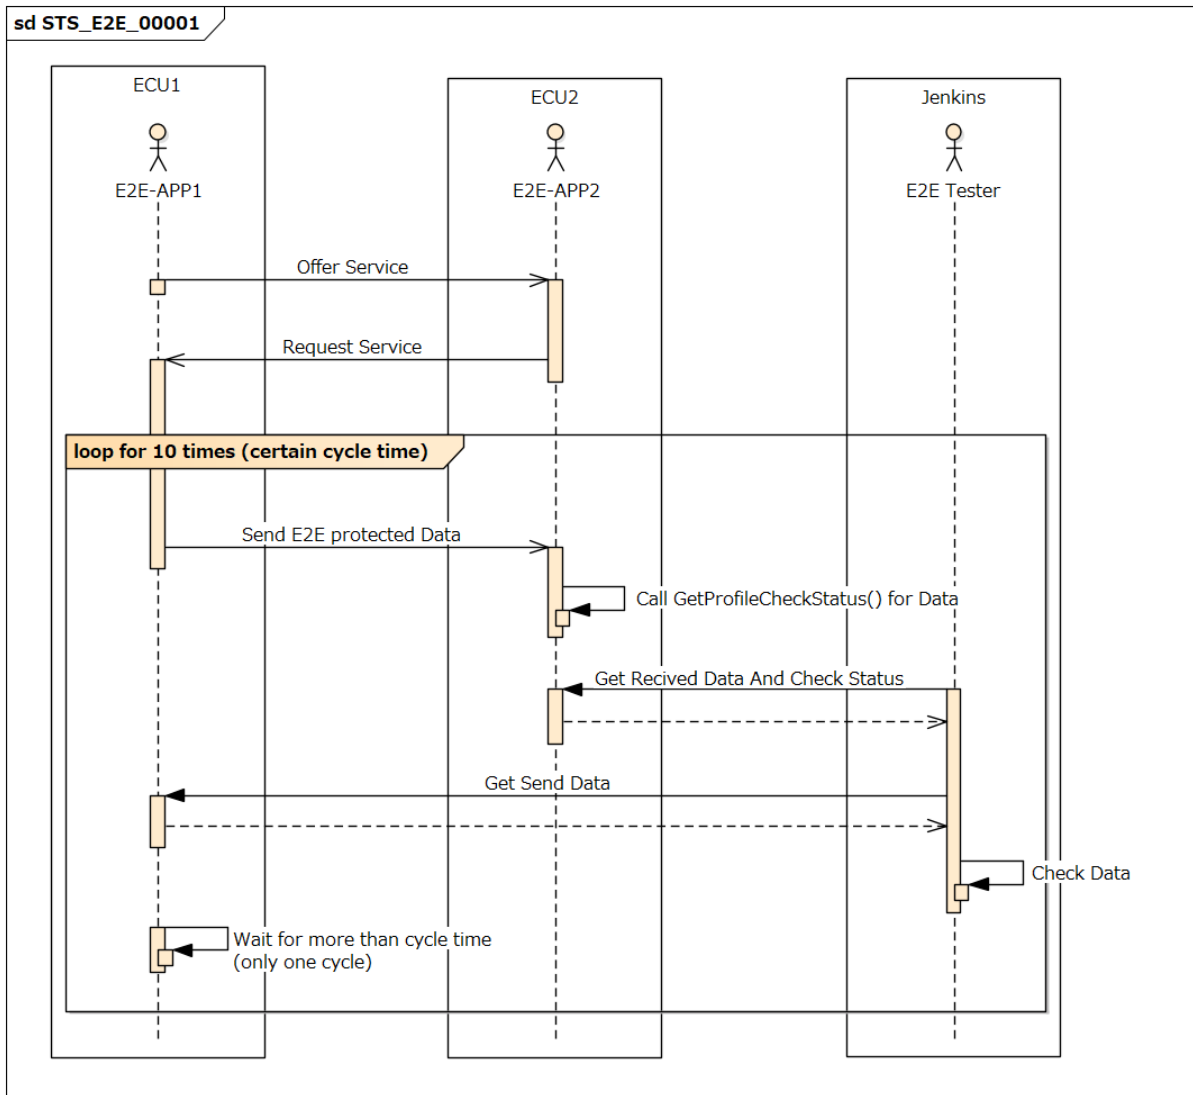 sd STS_E2E_00001
ECU1
ECU2
Jenkins
E2E-APP1
E2E-APP2
E2E Tester
Offer Service
Request Service
loop for 10 times (certain cycle time)
Send E2E protected Data
Call GetProfileCheckStatus() for Data
Get Recived Data And Check Status
Get Send Data
Check Data
Wait for more than cycle time
(only one cycle)